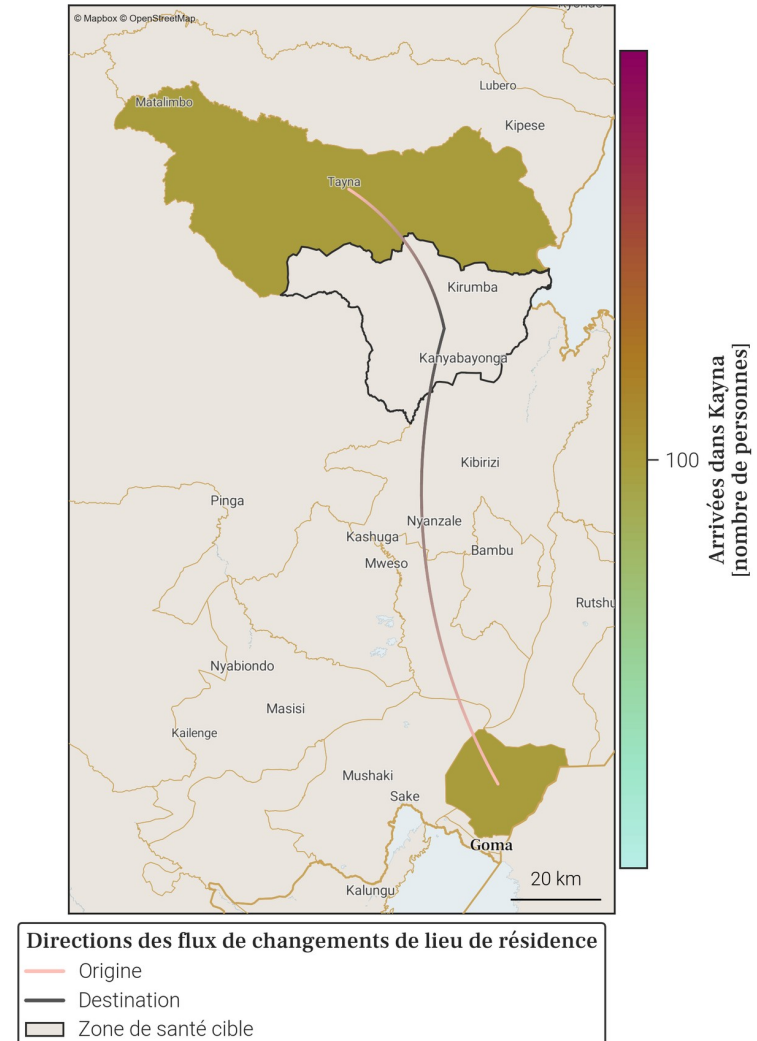 © Mapbox © OpenStreetMap
Lubero
Matalimbo
Kipese
Tayna
Kirumba
Kanyabayonga
Kibirizi
Pinga
Nyanzale
Kashuga
Bambu
Mweso
Rutshu
Nyabiondo
Masisi
Kailenge
Mushaki
Sake
Goma
20 km
Kalungu
100
Arrivées dans Kayna
[nombre de personnes]
Directions des flux de changements de lieu de résidence
Origine
Destination
Zone de santé cible